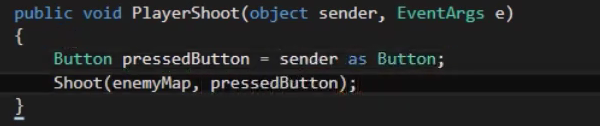 public void PlayerShoot(object sender, EventArgs e)
{
Button pressedButton = sender as Button;
Shoot(enemyMap, pressedButton);
}